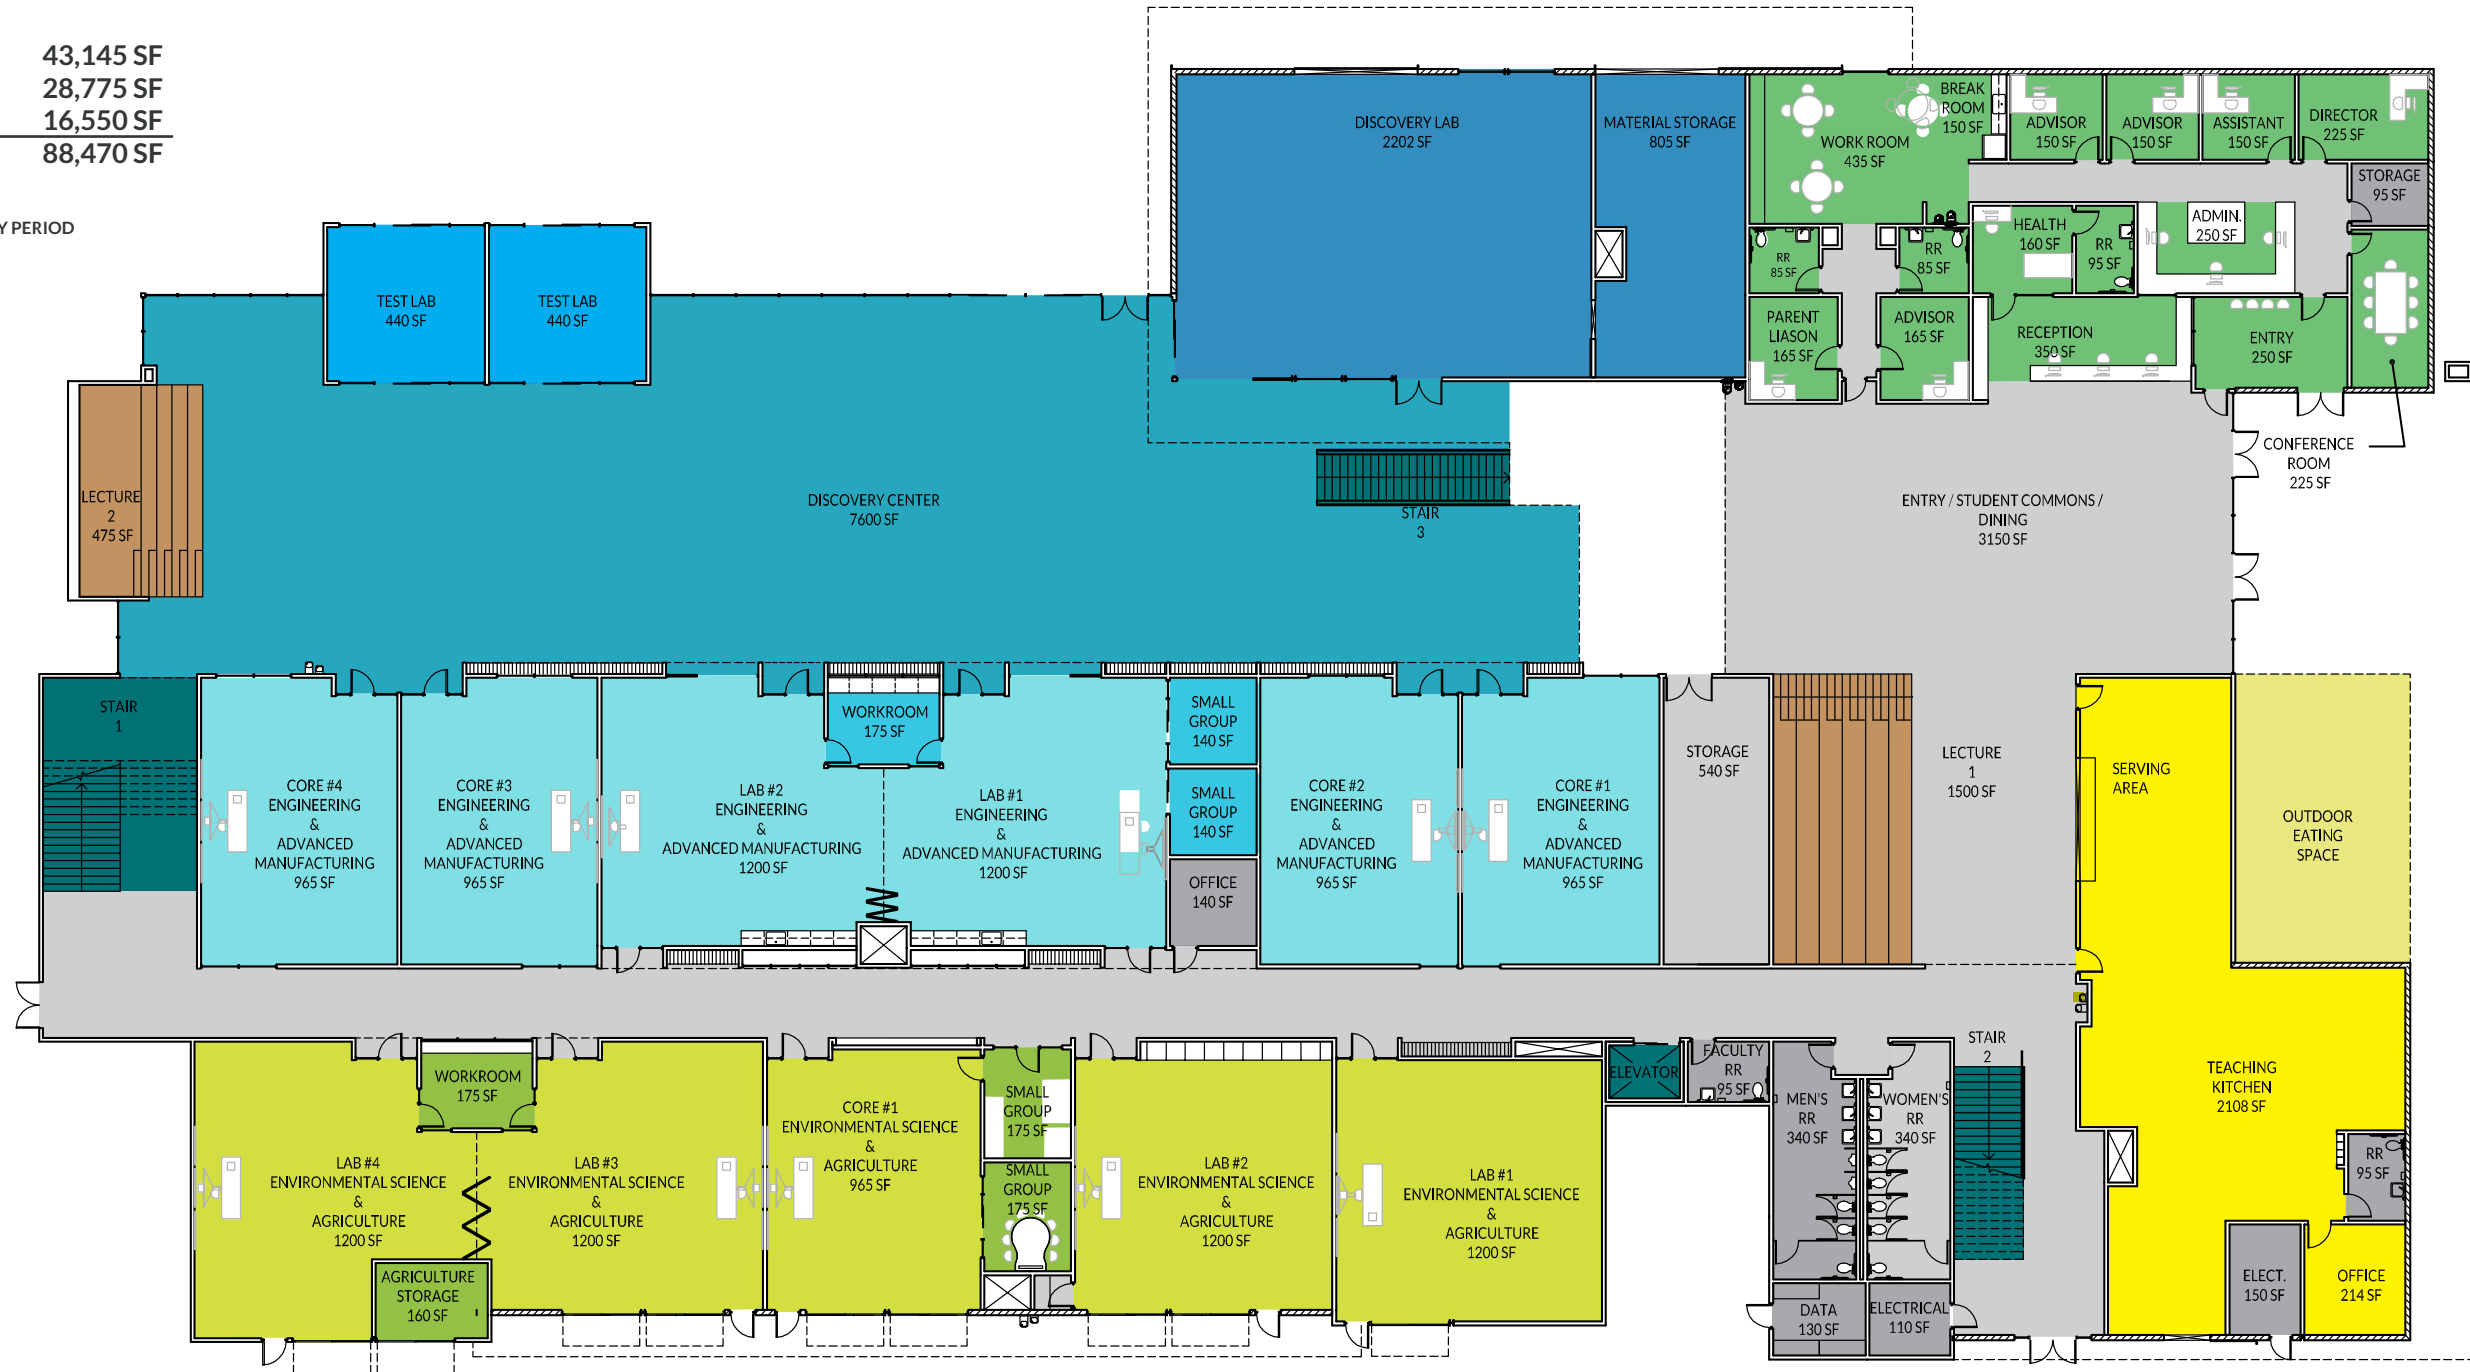 43,145 SF
28,775 SF
16,550 SF
88,470 SF
Y PERIOD
DISCOVERY LAB
2202 SF
MATERIAL STORAGE
805 SF
BREAK
ROOM
150 SF
WORK ROOM
435 SF
ADVISOR
150 SF
ADVISOR
150 SF
ASSISTANT
150 SF
DIRECTOR
225 SF
STORAGE
95 SF
TEST LAB
440 SF
TEST LAB
440 SF
RR
85 SF
RR
85 SF
HEALTH
160 SF
RR
95 SF
ADMIN.
250 SF
PARENT
LIASON
165 SF
ADVISOR
165 SF
RECEPTION
350 SF
ENTRY
250 SF
CONFERENCE
ROOM
225 SF
LECTURE
2
475 SF
DISCOVERY CENTER
7600 SF
STAIR
3
ENTRY / STUDENT COMMONS /
DINING
3150 SF
STAIR
1
CORE #4
ENGINEERING
&
ADVANCED
MANUFACTURING
965 SF
CORE #3
ENGINEERING
&
ADVANCED
MANUFACTURING
965 SF
LAB #2
ENGINEERING
&
ADVANCED MANUFACTURING
1200 SF
WORKROOM
175 SF
LAB #1
ENGINEERING
&
ADVANCED MANUFACTURING
1200 SF
SMALL
GROUP
140 SF
SMALL
GROUP
140 SF
OFFICE
140 SF
CORE #2
ENGINEERING
&
ADVANCED
MANUFACTURING
965 SF
CORE #1
ENGINEERING
&
ADVANCED
MANUFACTURING
965 SF
STORAGE
540 SF
LECTURE
1
1500 SF
SERVING
AREA
OUTDOOR
EATING
SPACE
WORKROOM
175 SF
LAB #4
ENVIRONMENTAL SCIENCE
&
AGRICULTURE
1200 SF
LAB #3
ENVIRONMENTAL SCIENCE
&
AGRICULTURE
1200 SF
AGRICULTURE
STORAGE
160 SF
CORE #1
ENVIRONMENTAL SCIENCE
&
AGRICULTURE
965 SF
SMALL
GROUP
175 SF
SMALL
GROUP
175 SF
LAB #2
ENVIRONMENTAL SCIENCE
&
AGRICULTURE
1200 SF
LAB #1
ENVIRONMENTAL SCIENCE
&
AGRICULTURE
1200 SF
ELEVATOR
FACULTY
RR
95 SF
MEN'S
RR
340 SF
WOMEN'S
RR
340 SF
STAIR
2
TEACHING
KITCHEN
2108 SF
RR
95 SF
DATA
130 SF
ELECTRICAL
110 SF
ELECT.
150 SF
OFFICE
214 SF